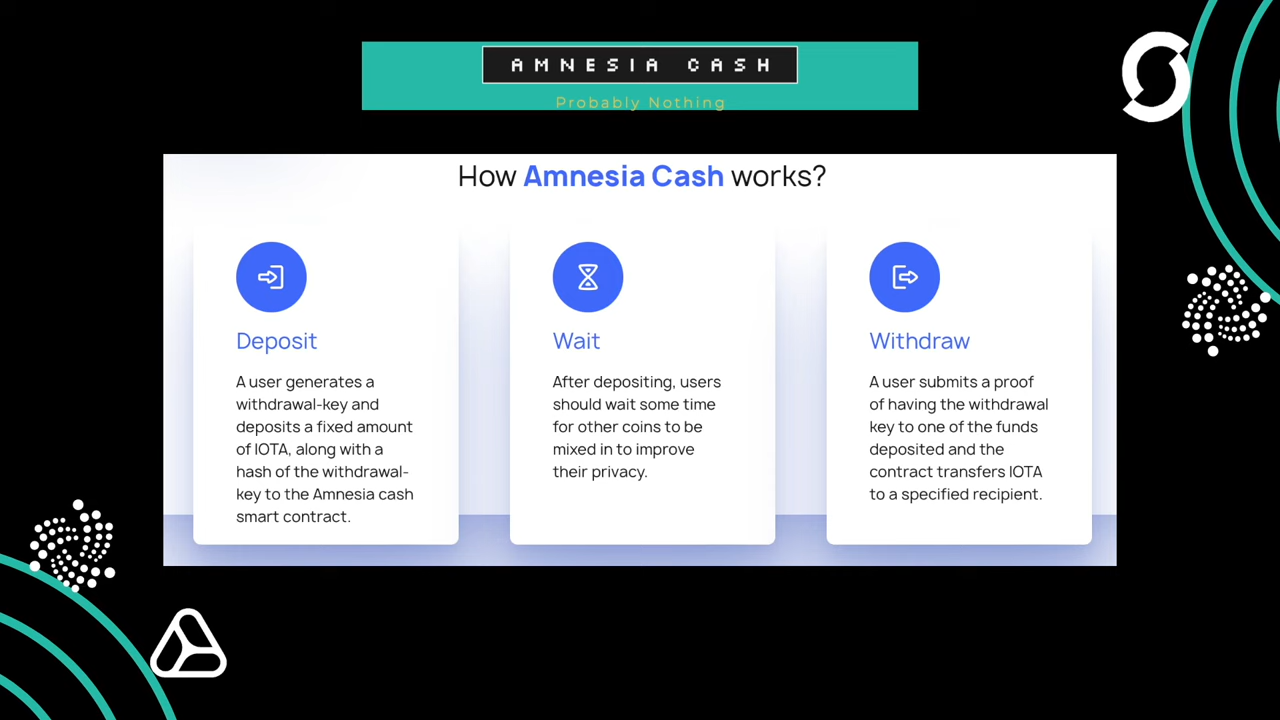 AMNESIA CASH
Probably Nothing
How Amnesia Cash works?
Deposit
A user generates a
withdrawal-key and
deposits a fixed amount
of IOTA, along with a
hash of the withdrawal-
key to the Amnesia cash
smart contract.
Wait
After depositing, users
should wait some time
for other coins to be
mixed in to improve
their privacy.
Withdraw
A user submits a proof
of having the withdrawal
key to one of the funds
deposited and the
contract transfers IOTA
to a specified recipient.